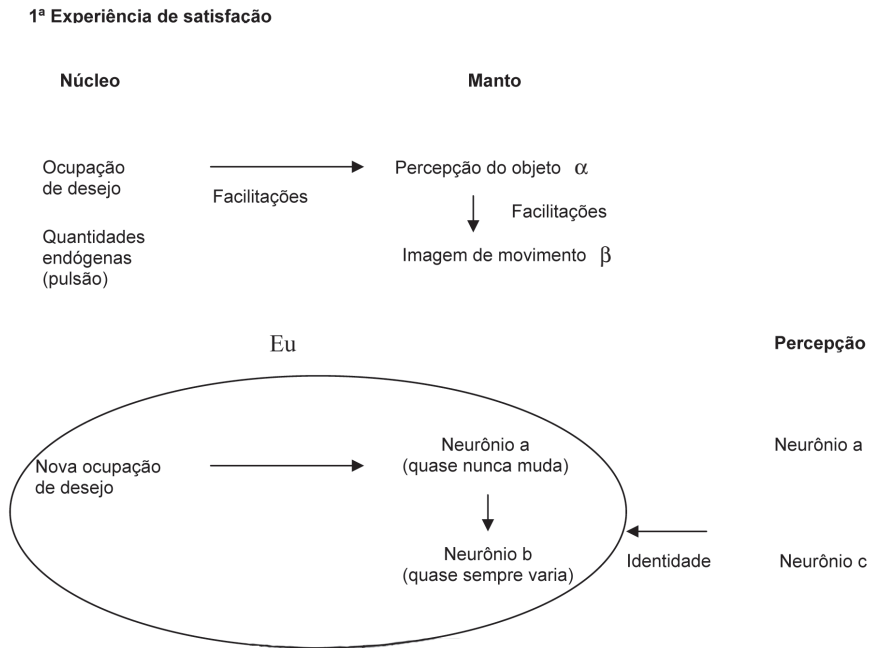 1ª Experiência de satisfação
Núcleo
Manto
Ocupação
de desejo
Facilitações
Percepção do objeto α
Facilitações
Quantidades
endógenas
(pulsão)
Imagem de movimento β
Eu
Percepção
Nova ocupação
de desejo
Neurônio a
(quase nunca muda)
Neurônio a
Neurônio b
(quase sempre varia)
Identidade
Neurônio c